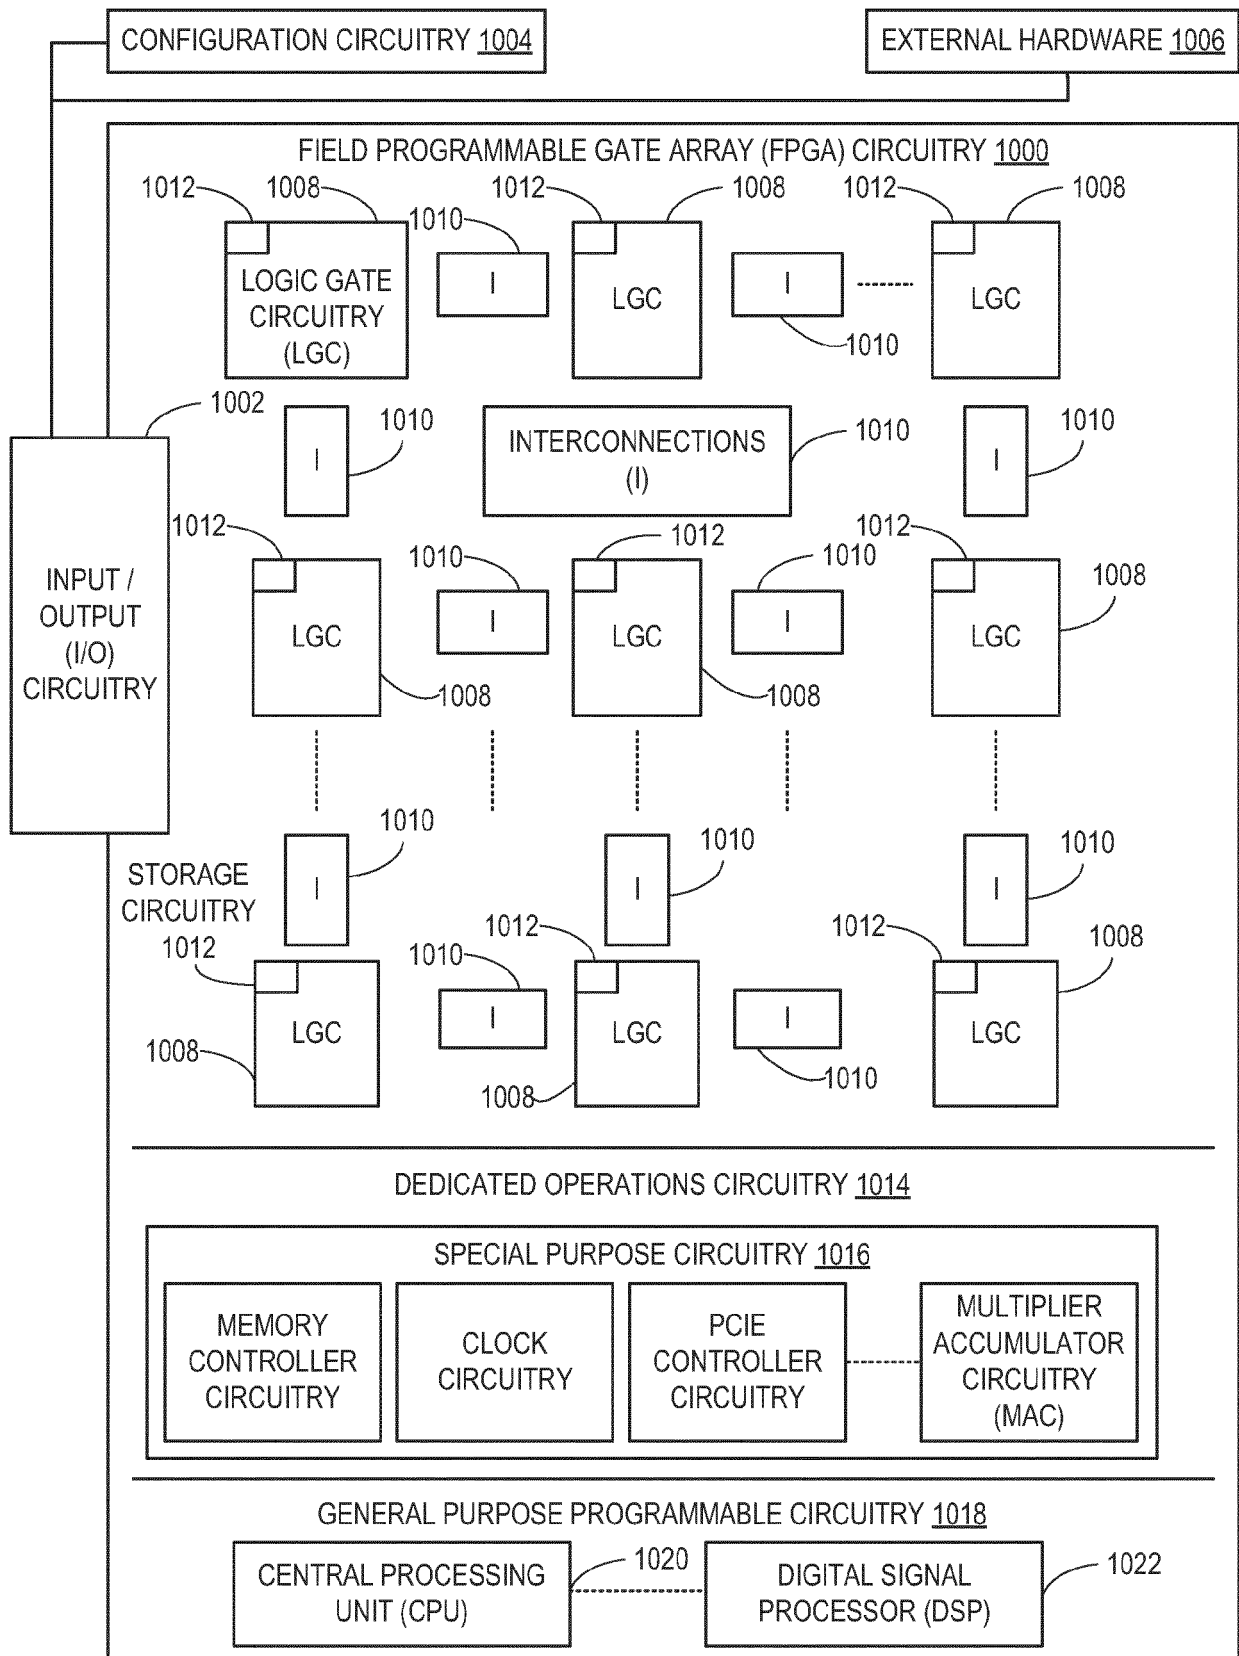 CONFIGURATION CIRCUITRY 1004
EXTERNAL HARDWARE 1006
FIELD PROGRAMMABLE GATE ARRAY (FPGA) CIRCUITRY 1000
1012
1008
1010
1012
1008
1012
1008
LOGIC GATE
CIRCUITRY
(LGC)
I
LGC
I
LGC
1010
1002
1010
INTERCONNECTIONS
(I)
1010
1010
I
I
1012
1010
1012
1010
1012
1008
INPUT /
OUTPUT
(I/O)
CIRCUITRY
LGC
I
LGC
I
LGC
1008
1008
1010
1010
1010
STORAGE
CIRCUITRY
I
I
I
1012
1010
1012
1012
1008
LGC
I
LGC
I
LGC
1008
1008
1010
DEDICATED OPERATIONS CIRCUITRY 1014
SPECIAL PURPOSE CIRCUITRY 1016
MEMORY
CONTROLLER
CIRCUITRY
CLOCK
CIRCUITRY
PCIE
CONTROLLER
CIRCUITRY
MULTIPLIER
ACCUMULATOR
CIRCUITRY
(MAC)
GENERAL PURPOSE PROGRAMMABLE CIRCUITRY 1018
CENTRAL PROCESSING
UNIT (CPU)
1020
DIGITAL SIGNAL
PROCESSOR (DSP)
1022